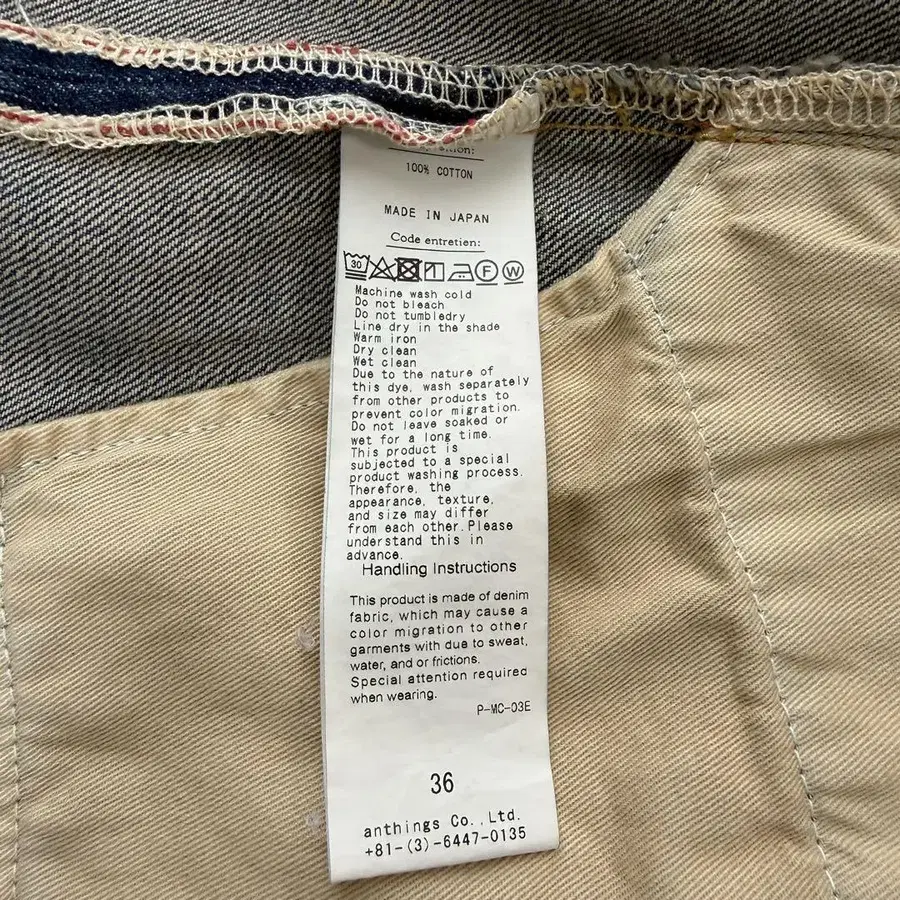 100% COTTON
MADE IN JAPAN
Code entretien:
30 F W
Machine wash cold
Do not bleach
Do not tumbledry
Line dry in the shade
Warm iron
Dry clean
Wet clean
Due to the nature of
this dye, wash separately
from other products to
prevent color migration.
Do not leave soaked or
wet for a long time.
This product is
subjected to a special
product washing process.
Therefore, the
appearance, texture,
and size may differ
from each other.Please
understand this in
advance.
Handling Instructions
This product is made of denim
fabric, which may cause a
color migration to other
garments with due to sweat,
water, and or frictions.
Special attention required
when wearing.
P-MC-03E
36
anthings Co.,Ltd.
+81-(3)-6447-0135